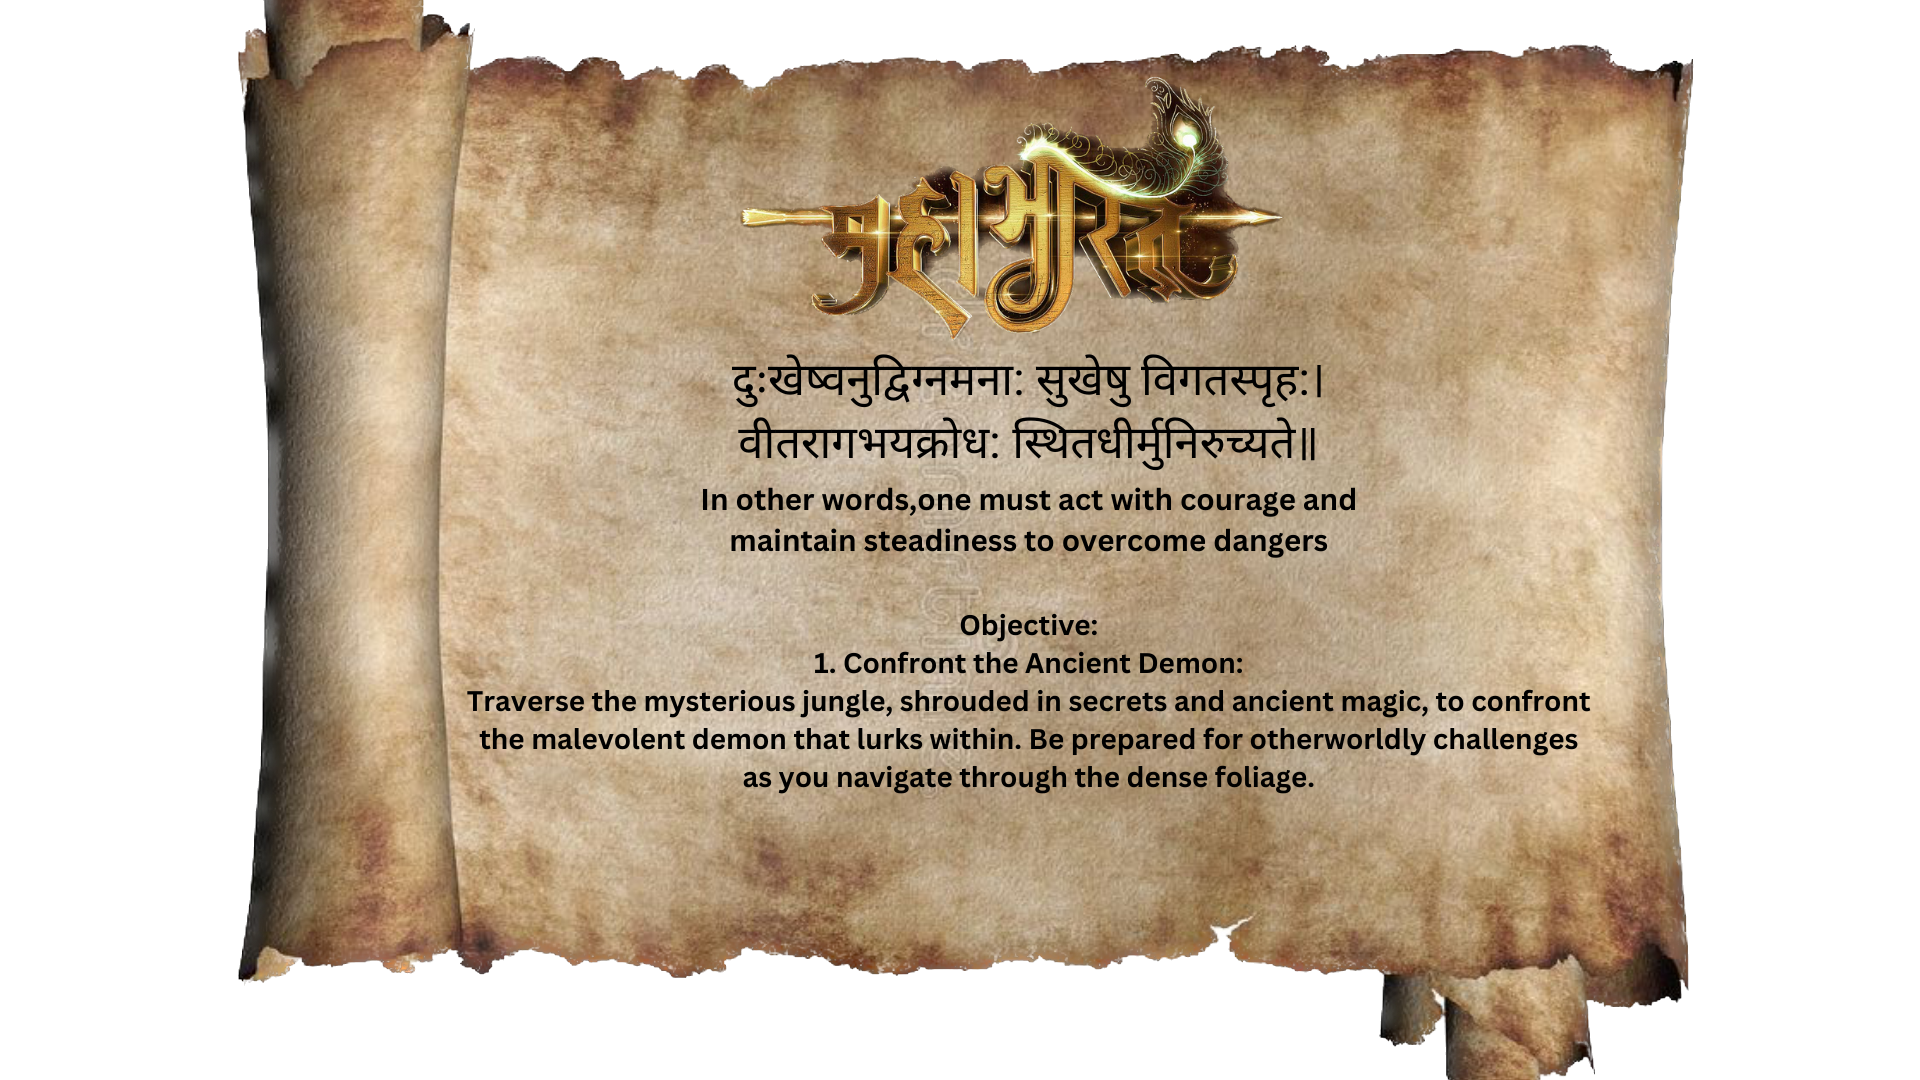 महाभारत
दुःखेष्वनुद्विग्नमना: सुखेषु विगतस्पृह:।
वीतरागभयक्रोध: स्थितधीर्मुनिरुच्यते॥
In other words,one must act with courage and
maintain steadiness to overcome dangers
Objective:
1. Confront the Ancient Demon:
Traverse the mysterious jungle, shrouded in secrets and ancient magic, to confront
the malevolent demon that lurks within. Be prepared for otherworldly challenges
as you navigate through the dense foliage.